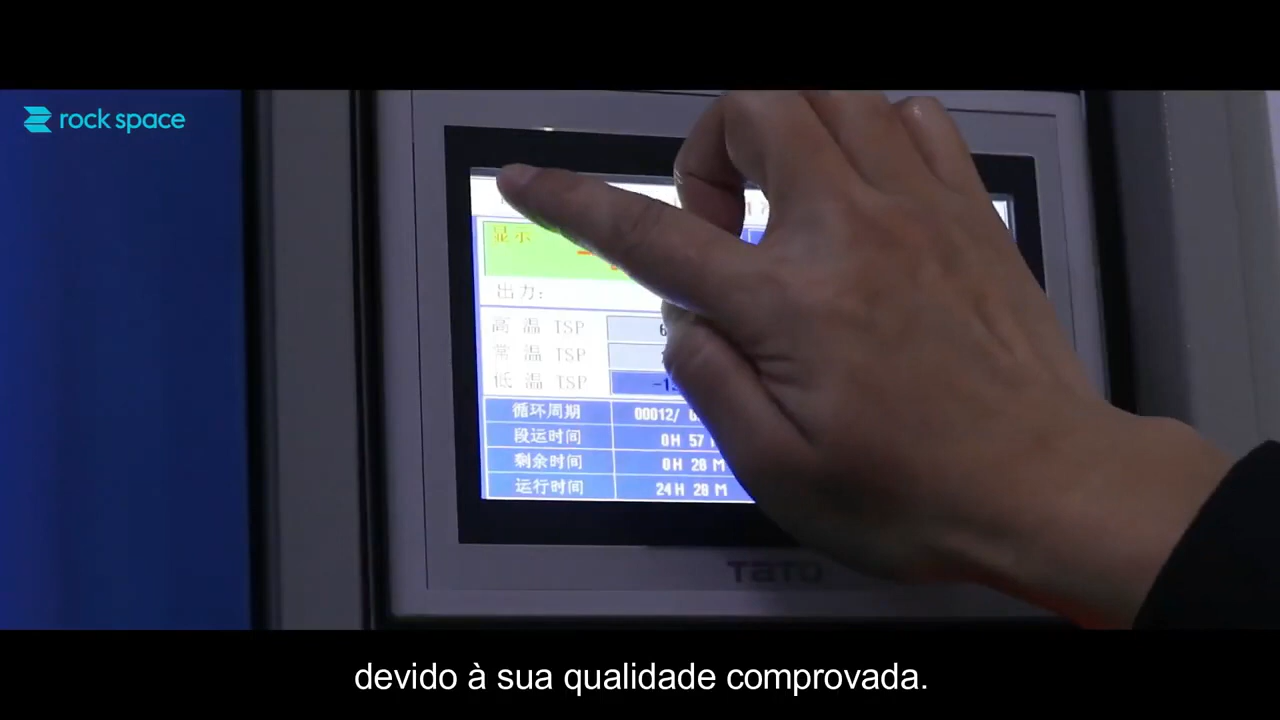 rock space
显示
出力:
高 温 TSP
常 温 TSP
低 温 TSP
循环周期 00012/
段运时间 0H 57
剩余时间 0H 28 M
运行时间 24H 28 M
TATO
devido à sua qualidade comprovada.